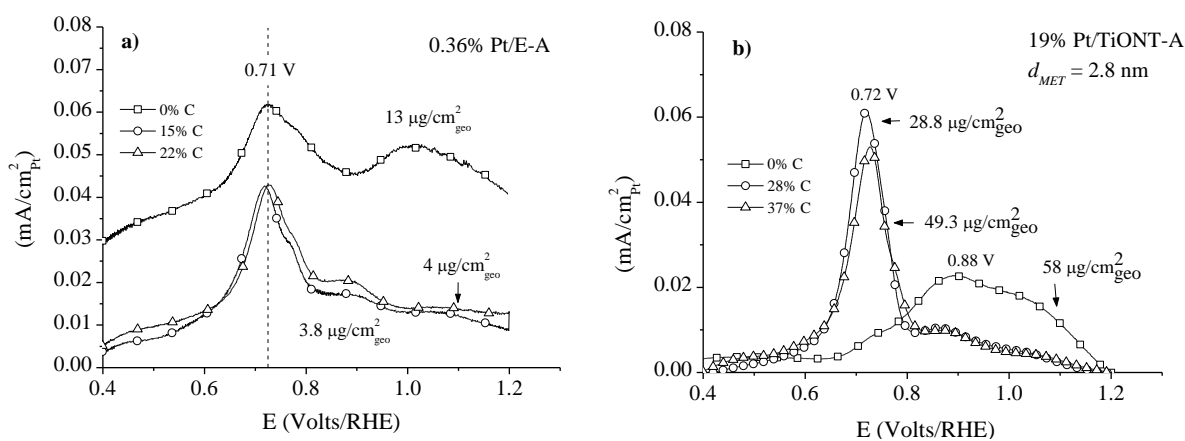 a)
0.36% Pt/E-A
0.71 V
0% C
15% C
22% C
13 μg/cm²geo
4 μg/cm²geo
3.8 μg/cm²geo
0.08
0.07
0.06
0.05
0.04
0.03
0.02
0.01
0.00
(mA/cm²Pt)
0.4 0.6 0.8 1.0 1.2
E (Volts/RHE)
b)
19% Pt/TiONT-A
dMET = 2.8 nm
0.72 V
28.8 μg/cm²geo
0% C
28% C
37% C
49.3 μg/cm²geo
0.88 V
58 μg/cm²geo
0.08
0.06
0.04
0.02
0.00
(mA/cm²Pt)
0.4 0.6 0.8 1.0 1.2
E (Volts/RHE)